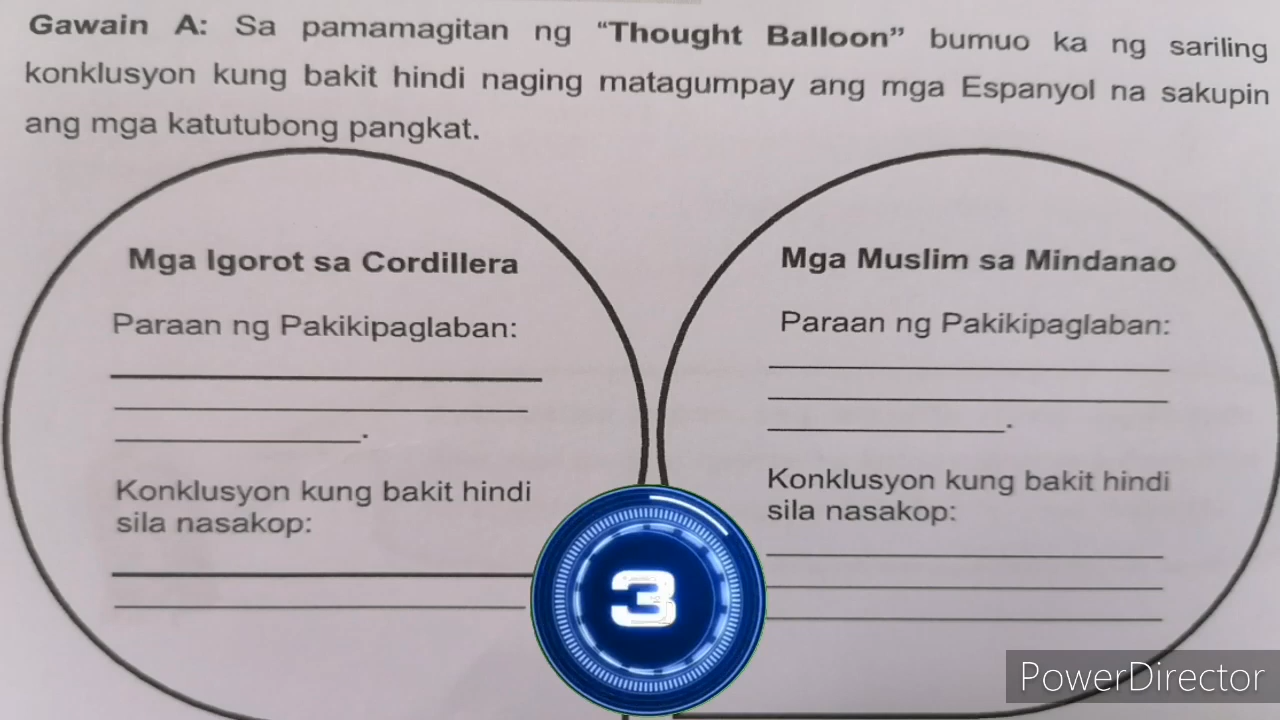 Gawain A: Sa pamamagitan ng “Thought Balloon” bumuo ka ng sariling
konklusyon kung bakit hindi naging matagumpay ang mga Espanyol na sakupin
ang mga katutubong pangkat.
Mga Igorot sa Cordillera
Paraan ng Pakikipaglaban:
.
Konklusyon kung bakit hindi
sila nasakop:
Mga Muslim sa Mindanao
Paraan ng Pakikipaglaban:
.
Konklusyon kung bakit hindi
sila nasakop:
3
PowerDirector